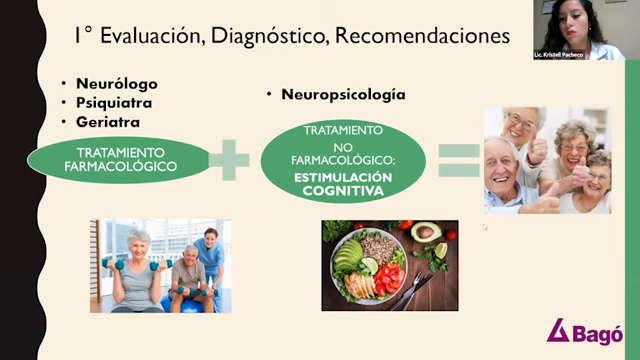 1° Evaluación, Diagnóstico, Recomendaciones
Lic. Kristell Pacheco
• Neurólogo
• Psiquiatra
• Geriatra
TRATAMIENTO
FARMACOLÓGICO
• Neuropsicología
TRATAMIENTO
NO
FARMACOLÓGICO:
ESTIMULACIÓN
COGNITIVA
Bagó